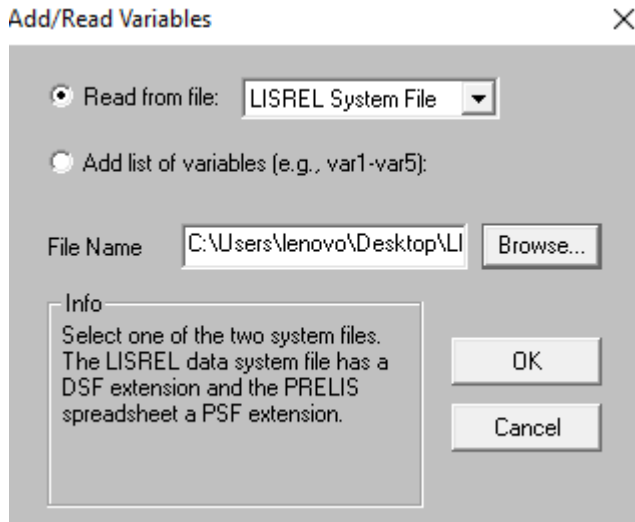 Add/Read Variables
Read from file: LISREL System File
Add list of variables (e.g., var1-var5):
File Name C:\Users\lenovo\Desktop\LI Browse...
Info
Select one of the two system files.
The LISREL data system file has a
DSF extension and the PRELIS
spreadsheet a PSF extension.
OK
Cancel